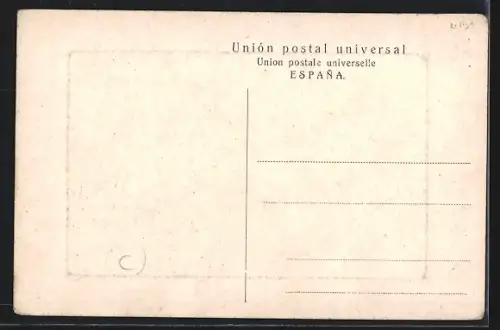 Unión postal universal
Union postale universelle
ESPAÑA.
C)